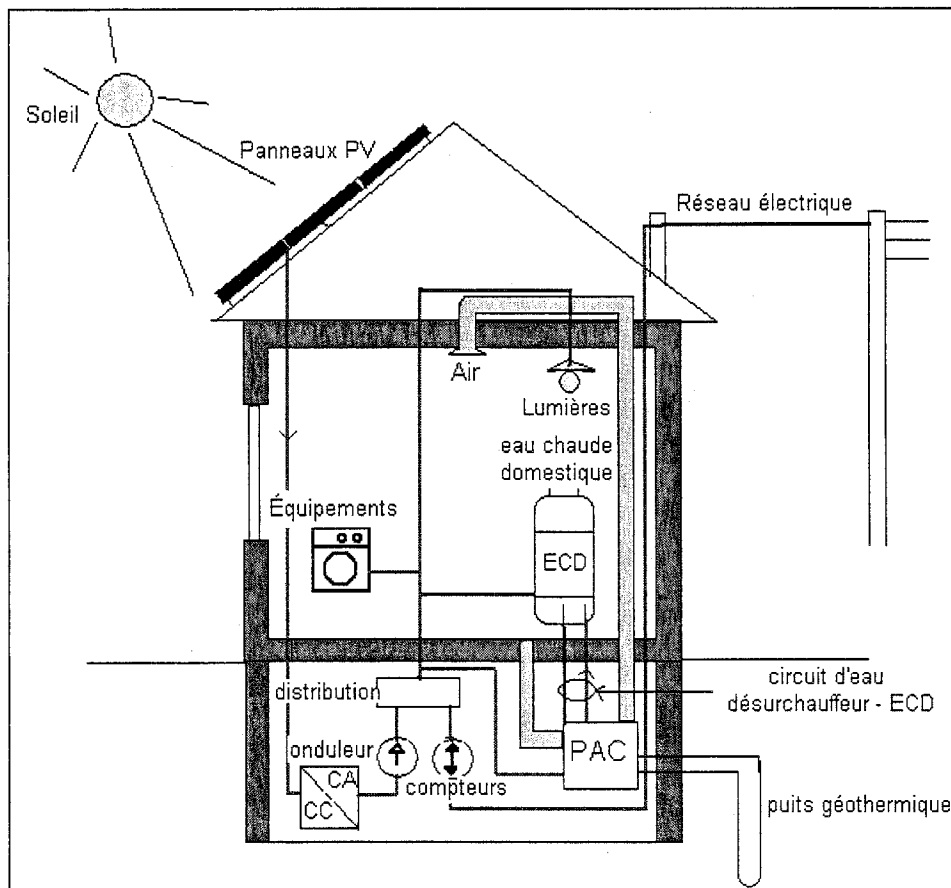 Soleil
Panneaux PV
Réseau électrique
Air
Lumières
eau chaude
domestique
Équipements
ECD
distribution
circuit d'eau
désurchauffeur - ECD
onduleur
PAC
CA
CC
compteurs
puits géothermique